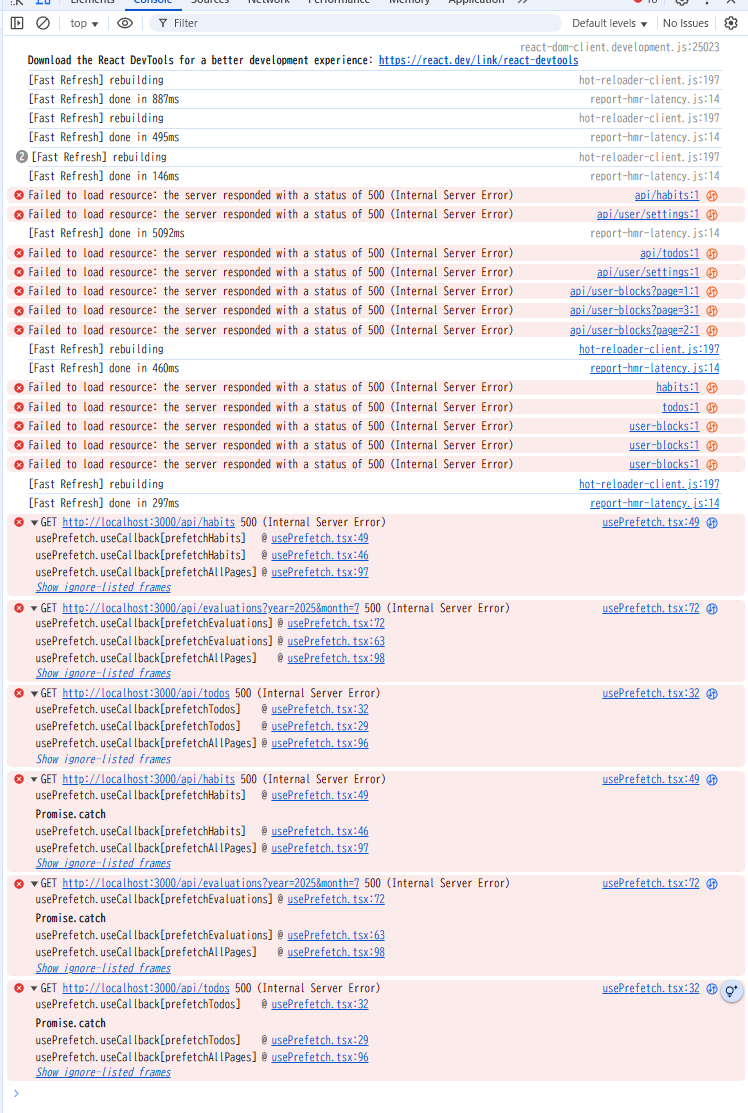 Elements Console Sources Network Performance Memory Application
top Filter Default levels No Issues
react-dom-client.development.js:25023
Download the React DevTools for a better development experience: https://react.dev/link/react-devtools
[Fast Refresh] rebuilding hot-reloader-client.js:197
[Fast Refresh] done in 887ms report-hmr-latency.js:14
[Fast Refresh] rebuilding hot-reloader-client.js:197
[Fast Refresh] done in 495ms report-hmr-latency.js:14
2 [Fast Refresh] rebuilding hot-reloader-client.js:197
[Fast Refresh] done in 146ms report-hmr-latency.js:14
Failed to load resource: the server responded with a status of 500 (Internal Server Error) api/habits:1
Failed to load resource: the server responded with a status of 500 (Internal Server Error) api/user/settings:1
[Fast Refresh] done in 5092ms report-hmr-latency.js:14
Failed to load resource: the server responded with a status of 500 (Internal Server Error) api/todos:1
Failed to load resource: the server responded with a status of 500 (Internal Server Error) api/user/settings:1
Failed to load resource: the server responded with a status of 500 (Internal Server Error) api/user-blocks?page=1:1
Failed to load resource: the server responded with a status of 500 (Internal Server Error) api/user-blocks?page=3:1
Failed to load resource: the server responded with a status of 500 (Internal Server Error) api/user-blocks?page=2:1
[Fast Refresh] rebuilding hot-reloader-client.js:197
[Fast Refresh] done in 460ms report-hmr-latency.js:14
Failed to load resource: the server responded with a status of 500 (Internal Server Error) habits:1
Failed to load resource: the server responded with a status of 500 (Internal Server Error) todos:1
Failed to load resource: the server responded with a status of 500 (Internal Server Error) user-blocks:1
Failed to load resource: the server responded with a status of 500 (Internal Server Error) user-blocks:1
Failed to load resource: the server responded with a status of 500 (Internal Server Error) user-blocks:1
[Fast Refresh] rebuilding hot-reloader-client.js:197
[Fast Refresh] done in 297ms report-hmr-latency.js:14
GET http://localhost:3000/api/habits 500 (Internal Server Error) usePrefetch.tsx:49
usePrefetch.useCallback[prefetchHabits] @ usePrefetch.tsx:49
usePrefetch.useCallback[prefetchHabits] @ usePrefetch.tsx:46
usePrefetch.useCallback[prefetchAllPages] @ usePrefetch.tsx:97
Show ignore-listed frames
GET http://localhost:3000/api/evaluations?year=2025&month=7 500 (Internal Server Error) usePrefetch.tsx:72
usePrefetch.useCallback[prefetchEvaluations] @ usePrefetch.tsx:72
usePrefetch.useCallback[prefetchEvaluations] @ usePrefetch.tsx:63
usePrefetch.useCallback[prefetchAllPages] @ usePrefetch.tsx:98
Show ignore-listed frames
GET http://localhost:3000/api/todos 500 (Internal Server Error) usePrefetch.tsx:32
usePrefetch.useCallback[prefetchTodos] @ usePrefetch.tsx:32
usePrefetch.useCallback[prefetchTodos] @ usePrefetch.tsx:29
usePrefetch.useCallback[prefetchAllPages] @ usePrefetch.tsx:96
Show ignore-listed frames
GET http://localhost:3000/api/habits 500 (Internal Server Error) usePrefetch.tsx:49
usePrefetch.useCallback[prefetchHabits] @ usePrefetch.tsx:49
Promise.catch
usePrefetch.useCallback[prefetchHabits] @ usePrefetch.tsx:46
usePrefetch.useCallback[prefetchAllPages] @ usePrefetch.tsx:97
Show ignore-listed frames
GET http://localhost:3000/api/evaluations?year=2025&month=7 500 (Internal Server Error) usePrefetch.tsx:72
usePrefetch.useCallback[prefetchEvaluations] @ usePrefetch.tsx:72
Promise.catch
usePrefetch.useCallback[prefetchEvaluations] @ usePrefetch.tsx:63
usePrefetch.useCallback[prefetchAllPages] @ usePrefetch.tsx:98
Show ignore-listed frames
GET http://localhost:3000/api/todos 500 (Internal Server Error) usePrefetch.tsx:32
usePrefetch.useCallback[prefetchTodos] @ usePrefetch.tsx:32
Promise.catch
usePrefetch.useCallback[prefetchTodos] @ usePrefetch.tsx:29
usePrefetch.useCallback[prefetchAllPages] @ usePrefetch.tsx:96
Show ignore-listed frames